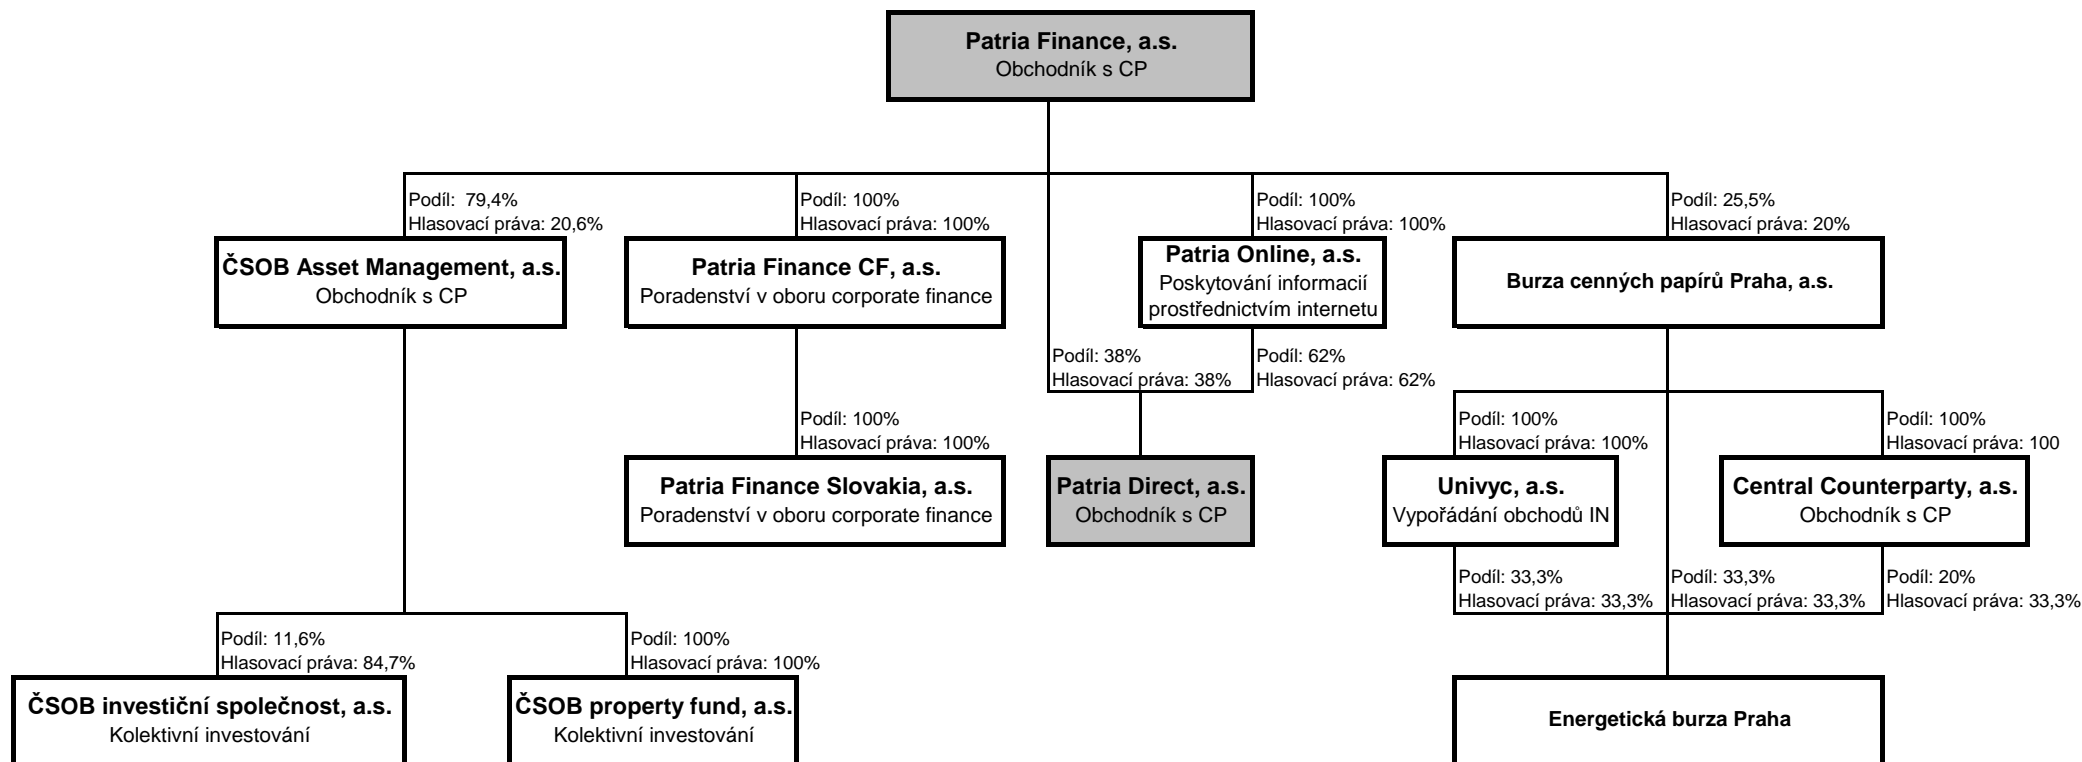 Patria Finance, a.s.
Obchodník s CP
Podíl:  79,4%
Hlasovací práva: 20,6%
Podíl: 100%
Hlasovací práva: 100%
Podíl: 100%
Hlasovací práva: 100%
Podíl: 25,5%
Hlasovací práva: 20%
ČSOB Asset Management, a.s.
Obchodník s CP
Patria Finance CF, a.s.
Poradenství v oboru corporate finance
Patria Online, a.s.
Poskytování informací
prostřednictvím internetu
Burza cenných papírů Praha, a.s.
Podíl: 38%
Hlasovací práva: 38%
Podíl: 62%
Hlasovací práva: 62%
Podíl: 100%
Hlasovací práva: 100%
Podíl: 100%
Hlasovací práva: 100%
Podíl: 100%
Hlasovací práva: 100
Patria Finance Slovakia, a.s.
Poradenství v oboru corporate finance
Patria Direct, a.s.
Obchodník s CP
Univyc, a.s.
Vypořádání obchodů IN
Central Counterparty, a.s.
Obchodník s CP
Podíl: 33,3%
Hlasovací práva: 33,3%
Podíl: 33,3%
Hlasovací práva: 33,3%
Podíl: 20%
Hlasovací práva: 33,3%
Podíl: 11,6%
Hlasovací práva: 84,7%
Podíl: 100%
Hlasovací práva: 100%
ČSOB investiční společnost, a.s.
Kolektivní investování
ČSOB property fund, a.s.
Kolektivní investování
Energetická burza Praha